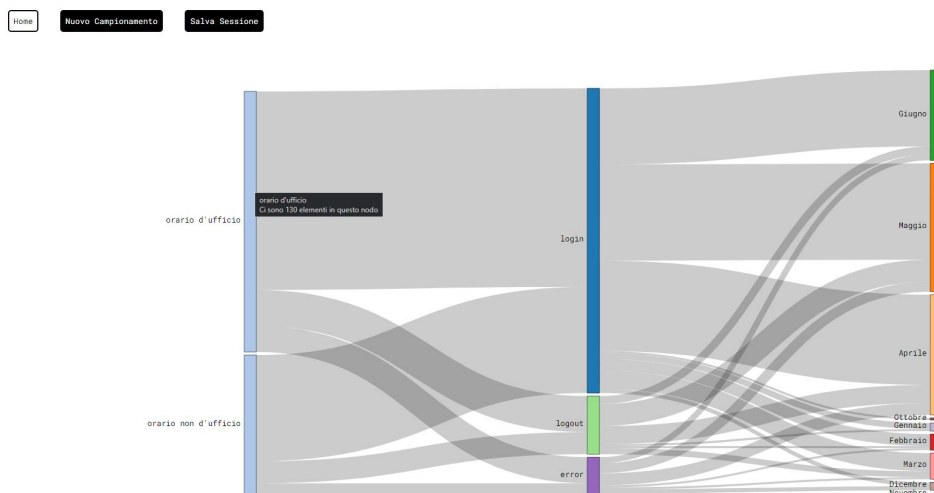 Home
Nuovo Campionamento
Salva Sessione
Giugno
orario d'ufficio
Ci sono 130 elementi in questo nodo
orario d'ufficio
Maggio
login
Aprile
Ottobre
Gennaio
orario non d'ufficio
logout
Febbraio
Marzo
error
Dicembre
Novembre